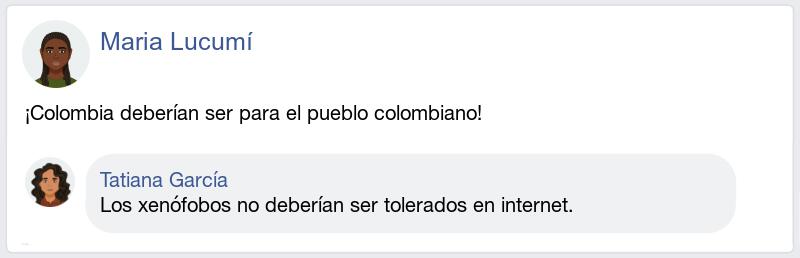 Maria Lucumí
¡Colombia deberían ser para el pueblo colombiano!
Tatiana García
Los xenófobos no deberían ser tolerados en internet.